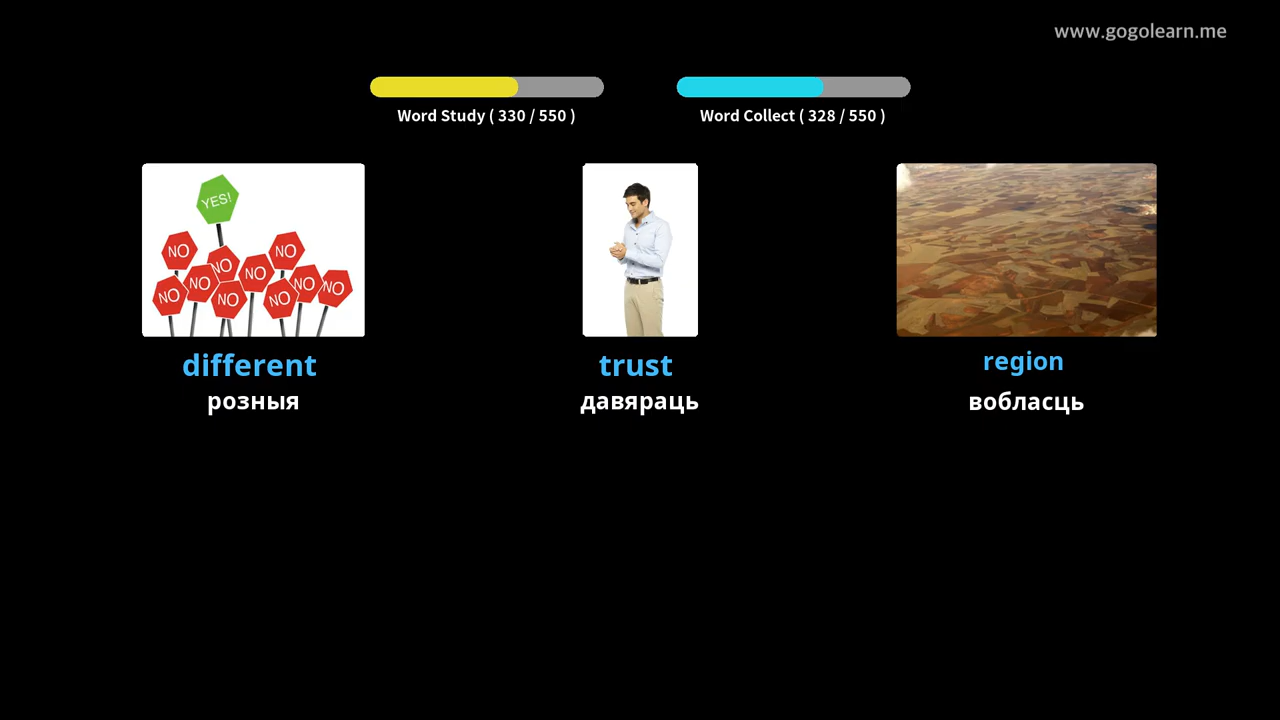 www.gogolearn.me
Word Study ( 330 / 550 )
Word Collect ( 328 / 550 )
YES!
NO
NO
NO
NO
NO
NO
NO
NO
NO
NO
different
trust
region
розныя
давяраць
вобласць